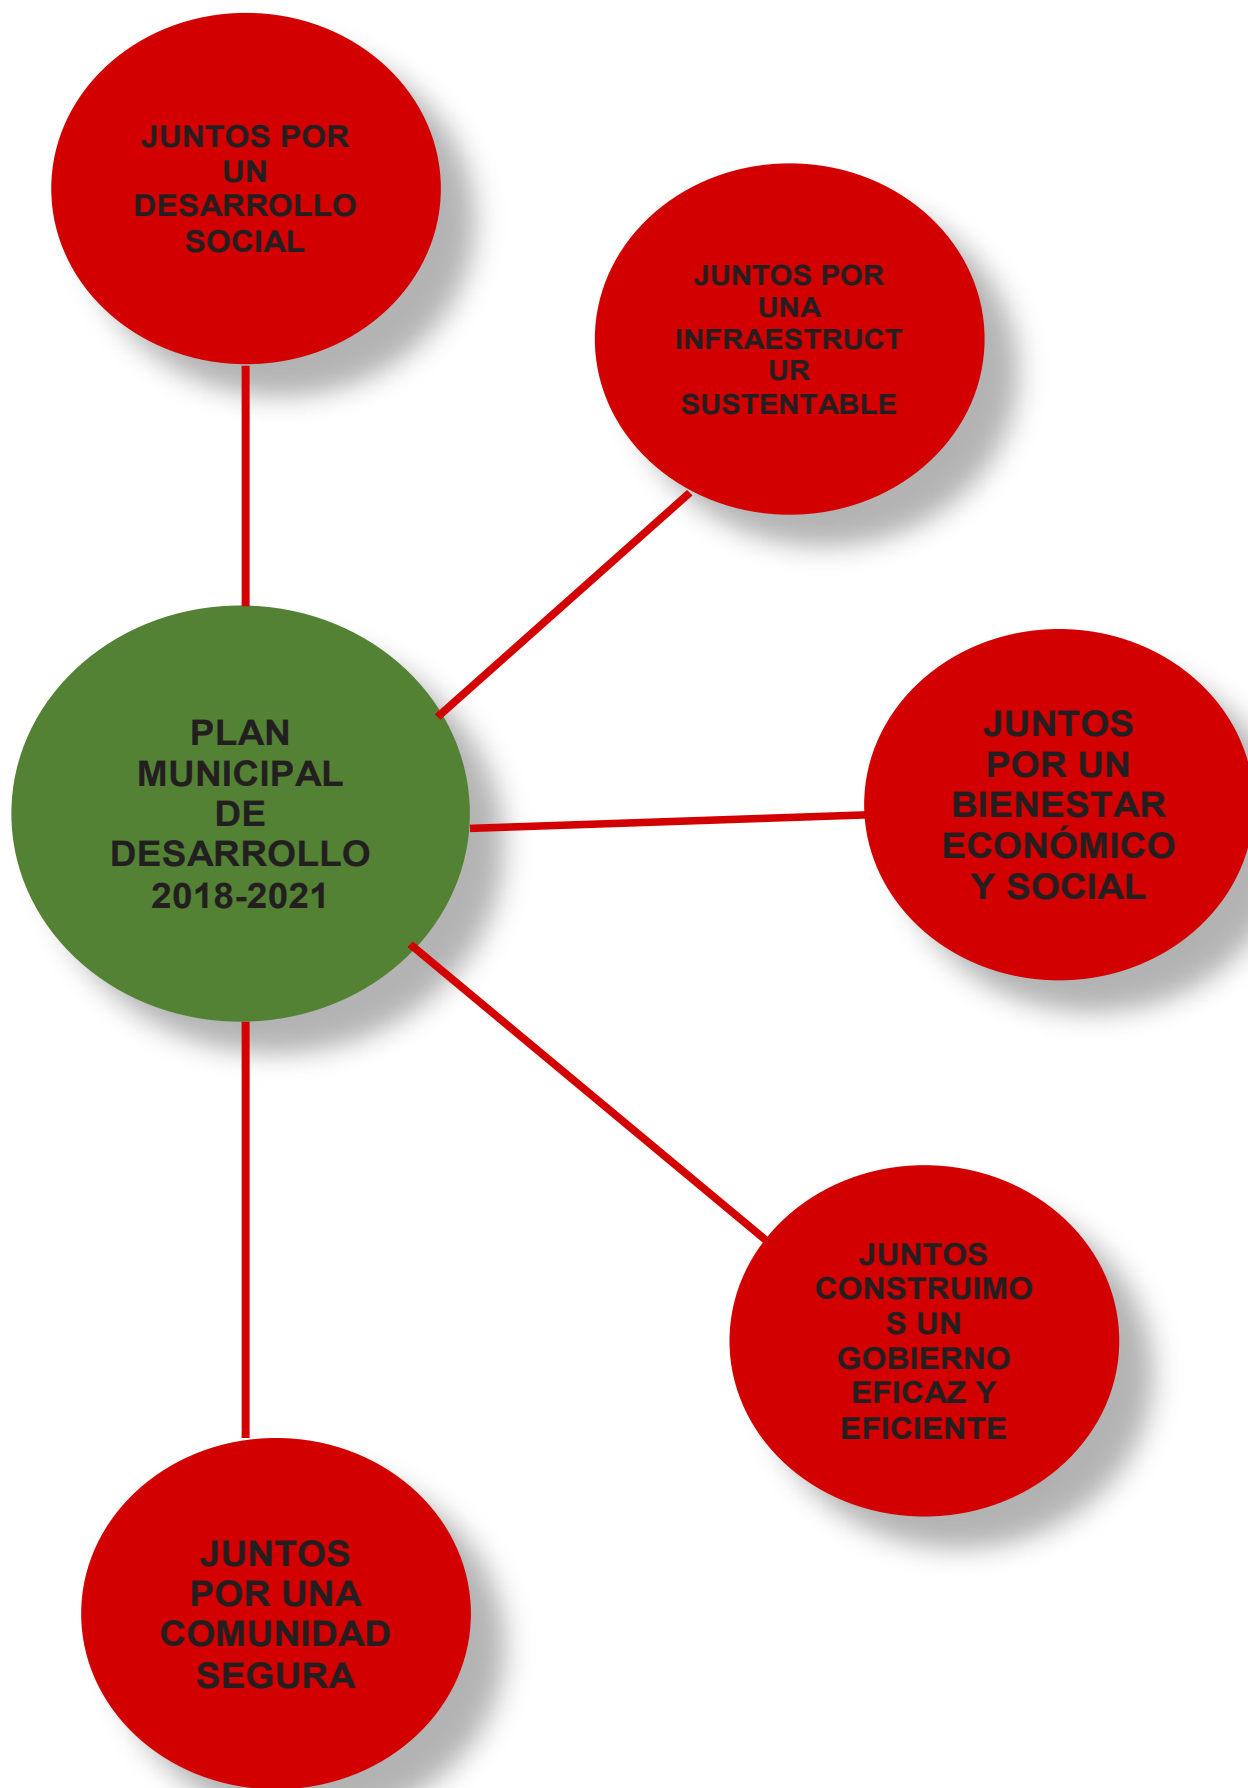 JUNTOS POR
UN
DESARROLLO
SOCIAL
JUNTOS POR
UNA
INFRAESTRUCT
UR
SUSTENTABLE
PLAN
MUNICIPAL
DE
DESARROLLO
2018-2021
JUNTOS
POR UN
BIENESTAR
ECONÓMICO
Y SOCIAL
JUNTOS
CONSTRUIMO
S UN
GOBIERNO
EFICAZ Y
EFICIENTE
JUNTOS
POR UNA
COMUNIDAD
SEGURA